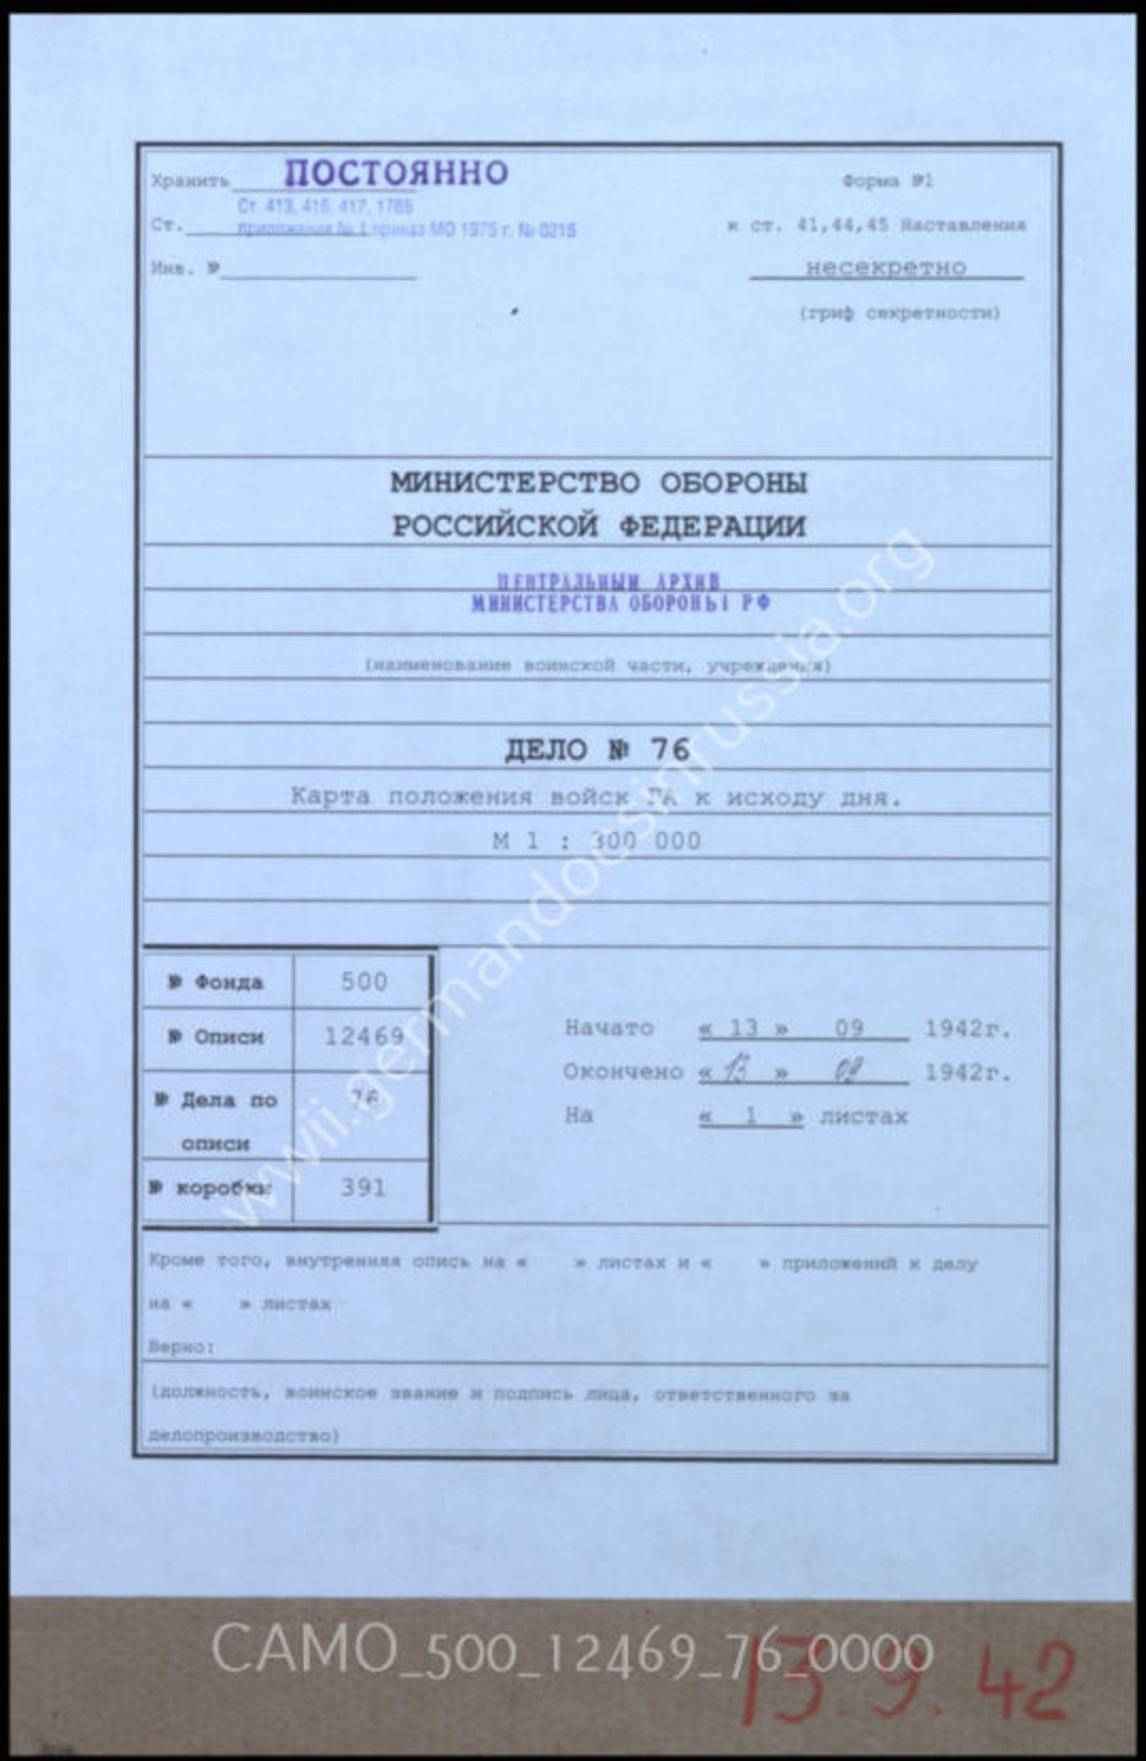 Хранить ПОСТОЯННО
Форма №1
Ст. 413, 415, 417, 1765
Ст. приложения № 1 приказ МО 1975 г. № 0215
к ст. 41,44,45 Наставления
Инв. №
несекретно
(гриф секретности)
МИНИСТЕРСТВО ОБОРОНЫ
РОССИЙСКОЙ ФЕДЕРАЦИИ
ЦЕНТРАЛЬНЫЙ АРХИВ
МИНИСТЕРСТВА ОБОРОНЫ РФ
(наименование воинской части, учреждения)
ДЕЛО № 76
Карта положения войск ГА к исходу дня.
М 1 : 300 000
№ Фонда 500
№ Описи 12469
№ Дела по описи 76
№ коробки 391
Начато « 13 » 09 1942г.
Окончено « 13 » 09 1942г.
На « 1 » листах
Кроме того, внутренняя опись на « » листах и « » приложений к делу
на « » листах
Верно:
(должность, воинское звание и подпись лица, ответственного за
делопроизводство)
wwii.germandocsinrussia.org
CAMO_500_12469_76_0000
13.9.42